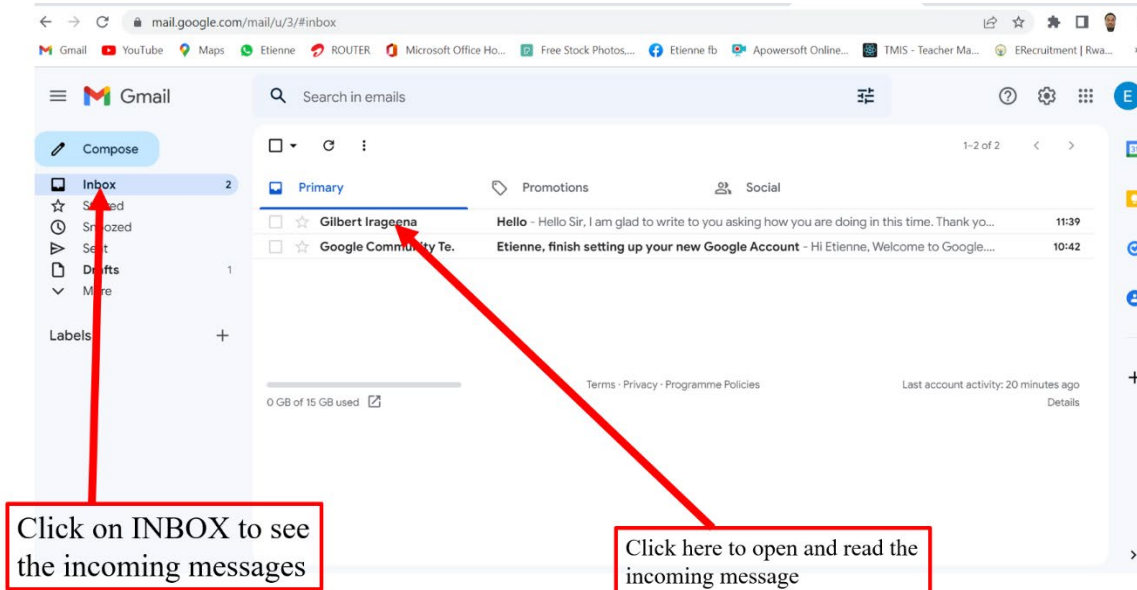 mail.google.com/mail/u/3/#inbox
Gmail YouTube Maps Etienne ROUTER Microsoft Office Ho... Free Stock Photos,... Etienne fb Apowersoft Online... TMIS - Teacher Ma... ERecruitment | Rwa...
Gmail Search in emails E
Compose 1–2 of 2
Inbox 2 Primary Promotions Social
Starred
Gilbert Irageena Hello - Hello Sir, I am glad to write to you asking how you are doing in this time. Thank yo... 11:39
Snoozed
Sent Google Community Te. Etienne, finish setting up your new Google Account - Hi Etienne, Welcome to Google.... 10:42
Drafts 1
More
Labels
Terms · Privacy · Programme Policies Last account activity: 20 minutes ago
0 GB of 15 GB used Details
Click on INBOX to see
the incoming messages
Click here to open and read the
incoming message